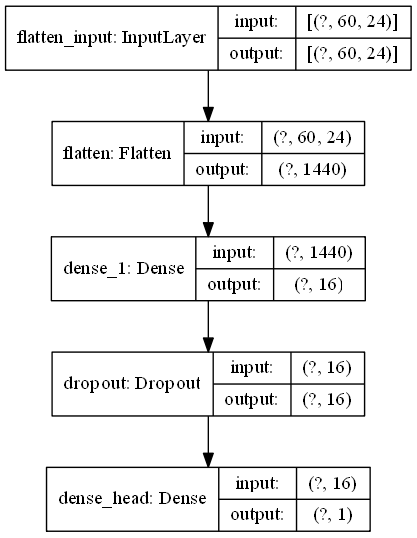 flatten_input: InputLayer
input: [(?, 60, 24)]
output: [(?, 60, 24)]
flatten: Flatten
input: (?, 60, 24)
output: (?, 1440)
dense_1: Dense
input: (?, 1440)
output: (?, 16)
dropout: Dropout
input: (?, 16)
output: (?, 16)
dense_head: Dense
input: (?, 16)
output: (?, 1)